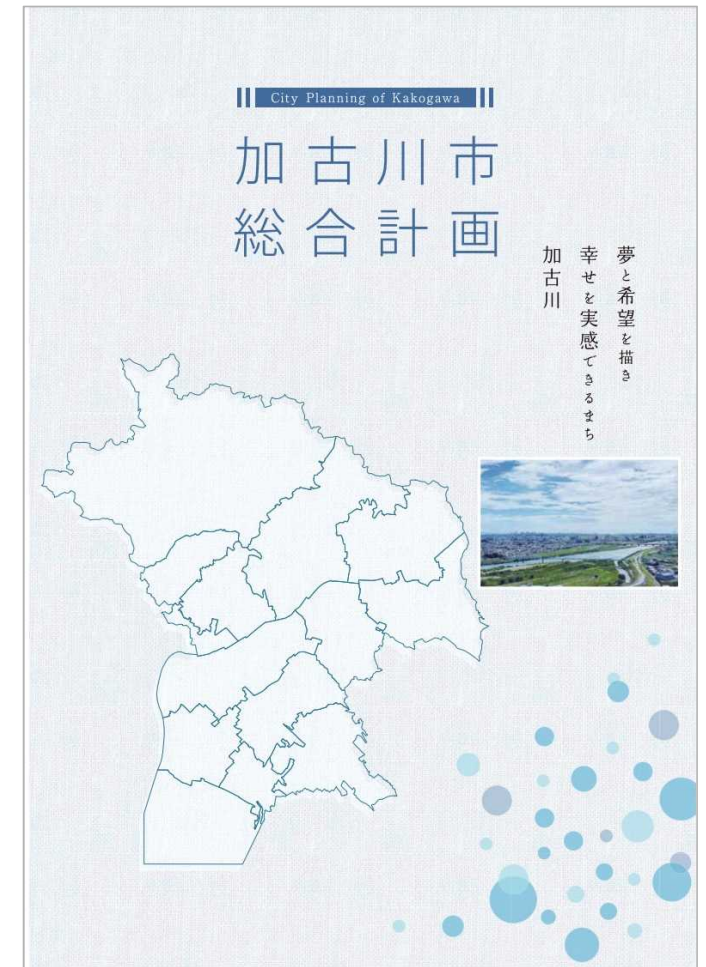 City Planning of Kakogawa
加古川市
総合計画
夢と希望を描き
幸せを実感できるまち
加古川